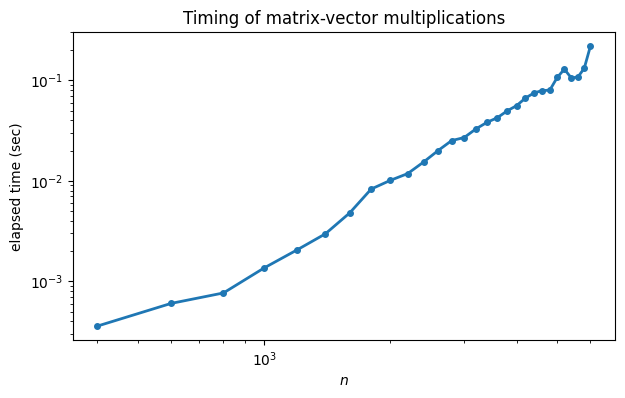 Timing of matrix-vector multiplications
elapsed time (sec)
10⁻¹
10⁻²
10⁻³
10³
n